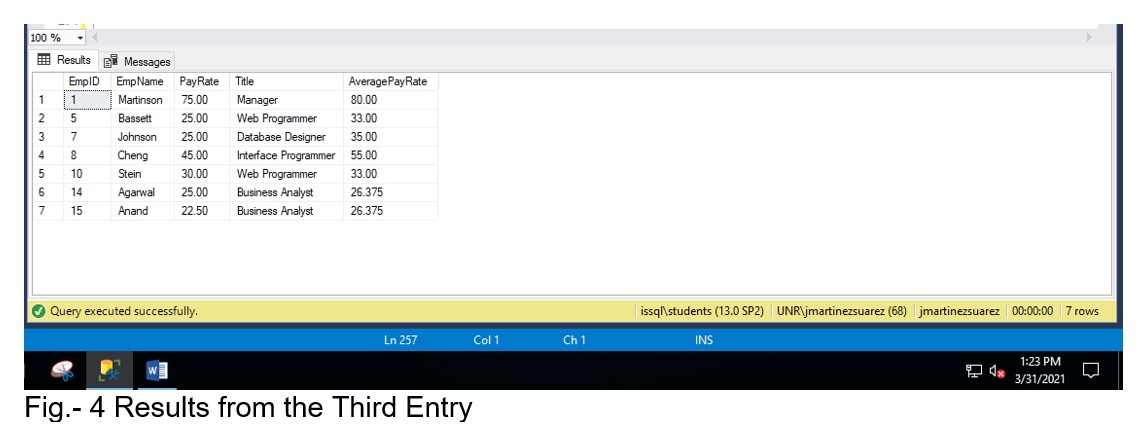 100 %
Results Messages
EmpID EmpName PayRate Title AveragePayRate
1 1 Martinson 75.00 Manager 80.00
2 5 Bassett 25.00 Web Programmer 33.00
3 7 Johnson 25.00 Database Designer 35.00
4 8 Cheng 45.00 Interface Programmer 55.00
5 10 Stein 30.00 Web Programmer 33.00
6 14 Agarwal 25.00 Business Analyst 26.375
7 15 Anand 22.50 Business Analyst 26.375
Query executed successfully. issql\students (13.0 SP2) UNR\jmartinezsuarez (68) jmartinezsuarez 00:00:00 7 rows
Ln 257 Col 1 Ch 1 INS
1:23 PM
3/31/2021
Fig.- 4 Results from the Third Entry